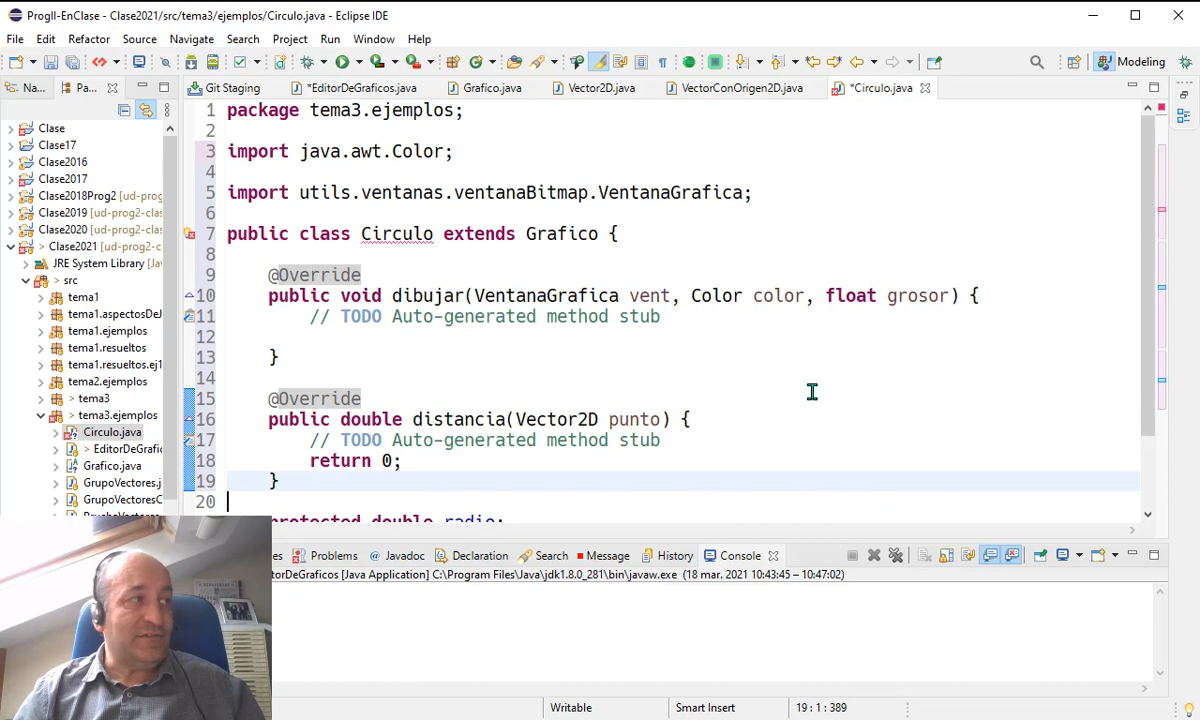 ProgII-EnClase - Clase2021/src/tema3/ejemplos/Circulo.java - Eclipse IDE
File Edit Refactor Source Navigate Search Project Run Window Help
Modeling
Na... Pa... Git Staging *EditorDeGraficos.java Grafico.java Vector2D.java VectorConOrigen2D.java *Circulo.java
Clase
Clase17
Clase2016
Clase2017
Clase2018Prog2 [ud-prog
Clase2019 [ud-prog2-clas
Clase2020 [ud-prog2-clas
> Clase2021 [ud-prog2-c
JRE System Library [Jav
src
tema1
tema1.aspectosDeJ
tema1.ejemplos
tema1.resueltos
tema1.resueltos.ej1
tema2.ejemplos
> tema3
> tema3.ejemplos
Circulo.java
> EditorDeGrafic
Grafico.java
GrupoVectores.j
GrupoVectoresC
1 package tema3.ejemplos;
2
3 import java.awt.Color;
4
5 import utils.ventanas.ventanaBitmap.VentanaGrafica;
6
7 public class Circulo extends Grafico {
8
9 @Override
10 public void dibujar(VentanaGrafica vent, Color color, float grosor) {
11 // TODO Auto-generated method stub
12
13 }
14
15 @Override
16 public double distancia(Vector2D punto) {
17 // TODO Auto-generated method stub
18 return 0;
19 }
20
protected double radio;
es Problems @ Javadoc Declaration Search Message History Console
torDeGraficos [Java Application] C:\Program Files\Java\jdk1.8.0_281\bin\javaw.exe (18 mar. 2021 10:43:45 – 10:47:02)
Writable Smart Insert 19 : 1 : 389